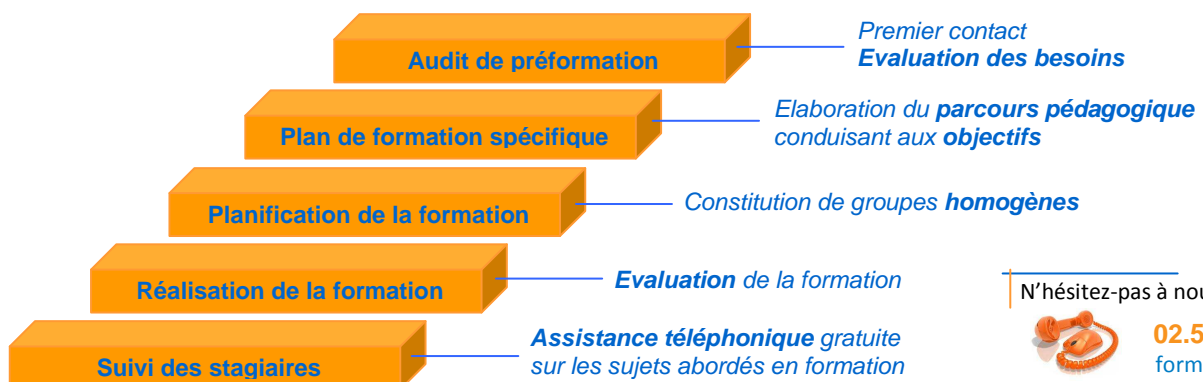 Audit de préformation
Premier contact
Evaluation des besoins
Plan de formation spécifique
Elaboration du parcours pédagogique
conduisant aux objectifs
Planification de la formation
Constitution de groupes homogènes
Réalisation de la formation
Evaluation de la formation
Suivi des stagiaires
Assistance téléphonique gratuite
sur les sujets abordés en formation
N'hésitez-pas à nou
02.5
form